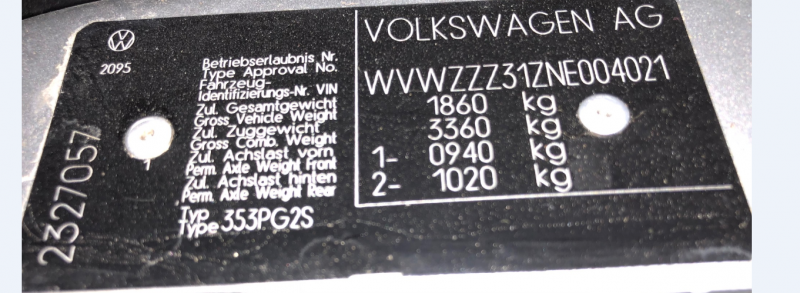 VOLKSWAGEN AG
2095
Betriebserlaubnis Nr.
Type Approval No.
Fahrzeug-
Identifizierungs-Nr. VIN
WVWZZZ31ZNE004021
Zul. Gesamtgewicht
Gross Vehicle Weight
1860 kg
Zul. Zuggewicht
Gross Comb. Weight
3360 kg
Zul. Achslast vorn
Perm. Axle Weight Front
1- 0940 kg
Zul. Achslast hinten
Perm. Axle Weight Rear
2- 1020 kg
Typ
Type 353PG2S
2327057